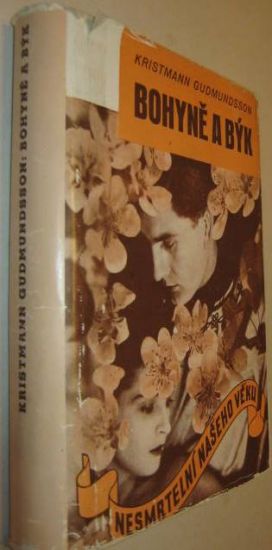 KRISTMANN GUDMUNDSSON: BOHYNĚ A BÝK
KRISTMANN GUDMUNDSSON
BOHYNĚ A BÝK
NESMRTELNÍ NAŠEHO VĚKU